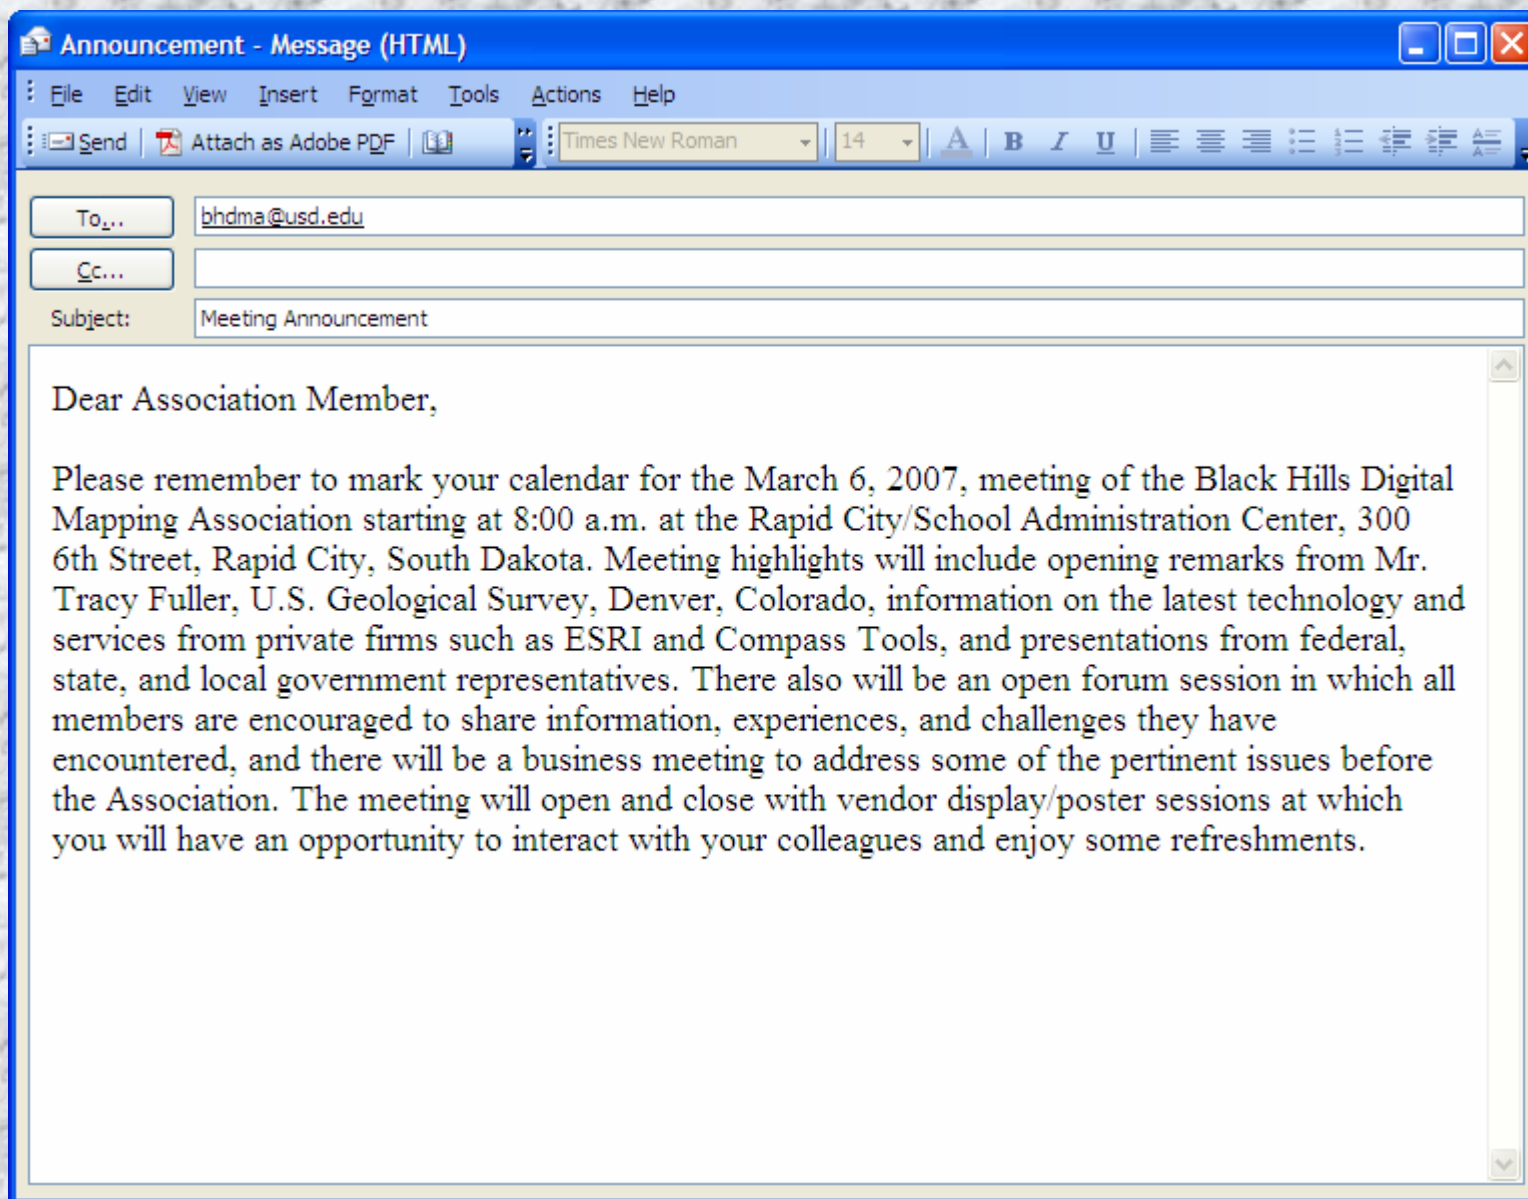 Announcement - Message (HTML)
File Edit View Insert Format Tools Actions Help
Send Attach as Adobe PDF Times New Roman 14 A B I U
To... bhdma@usd.edu
Cc...
Subject: Meeting Announcement
Dear Association Member,
Please remember to mark your calendar for the March 6, 2007, meeting of the Black Hills Digital
Mapping Association starting at 8:00 a.m. at the Rapid City/School Administration Center, 300
6th Street, Rapid City, South Dakota. Meeting highlights will include opening remarks from Mr.
Tracy Fuller, U.S. Geological Survey, Denver, Colorado, information on the latest technology and
services from private firms such as ESRI and Compass Tools, and presentations from federal,
state, and local government representatives. There also will be an open forum session in which all
members are encouraged to share information, experiences, and challenges they have
encountered, and there will be a business meeting to address some of the pertinent issues before
the Association. The meeting will open and close with vendor display/poster sessions at which
you will have an opportunity to interact with your colleagues and enjoy some refreshments.